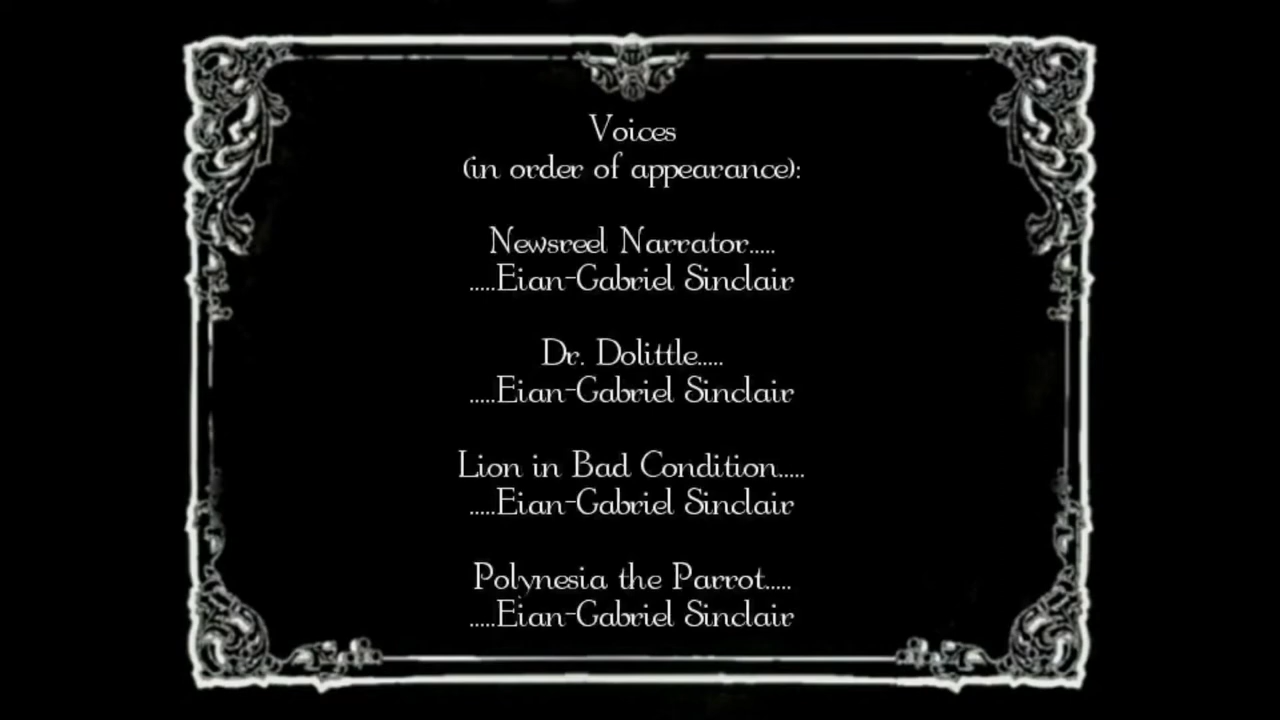 Voices
(in order of appearance):
Newsreel Narrator.....
.....Eian-Gabriel Sinclair
Dr. Dolittle.....
.....Eian-Gabriel Sinclair
Lion in Bad Condition.....
.....Eian-Gabriel Sinclair
Polynesia the Parrot.....
.....Eian-Gabriel Sinclair